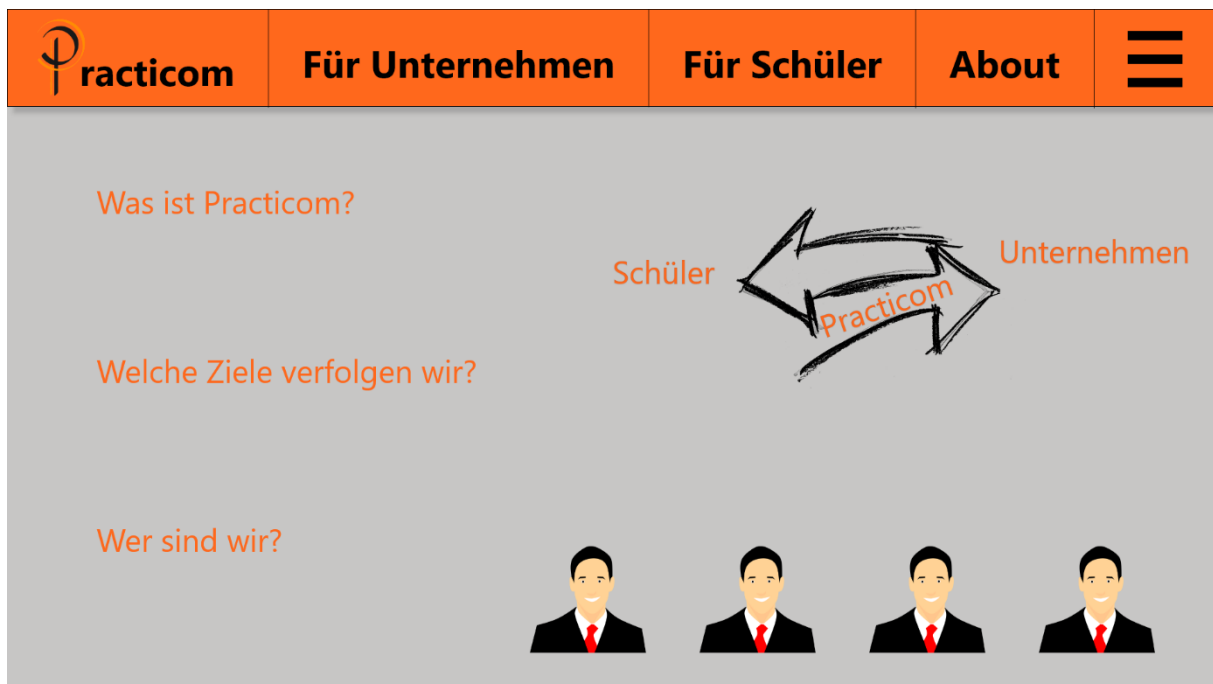 Practicom
Für Unternehmen
Für Schüler
About
Was ist Practicom?
Schüler
Practicom
Unternehmen
Welche Ziele verfolgen wir?
Wer sind wir?